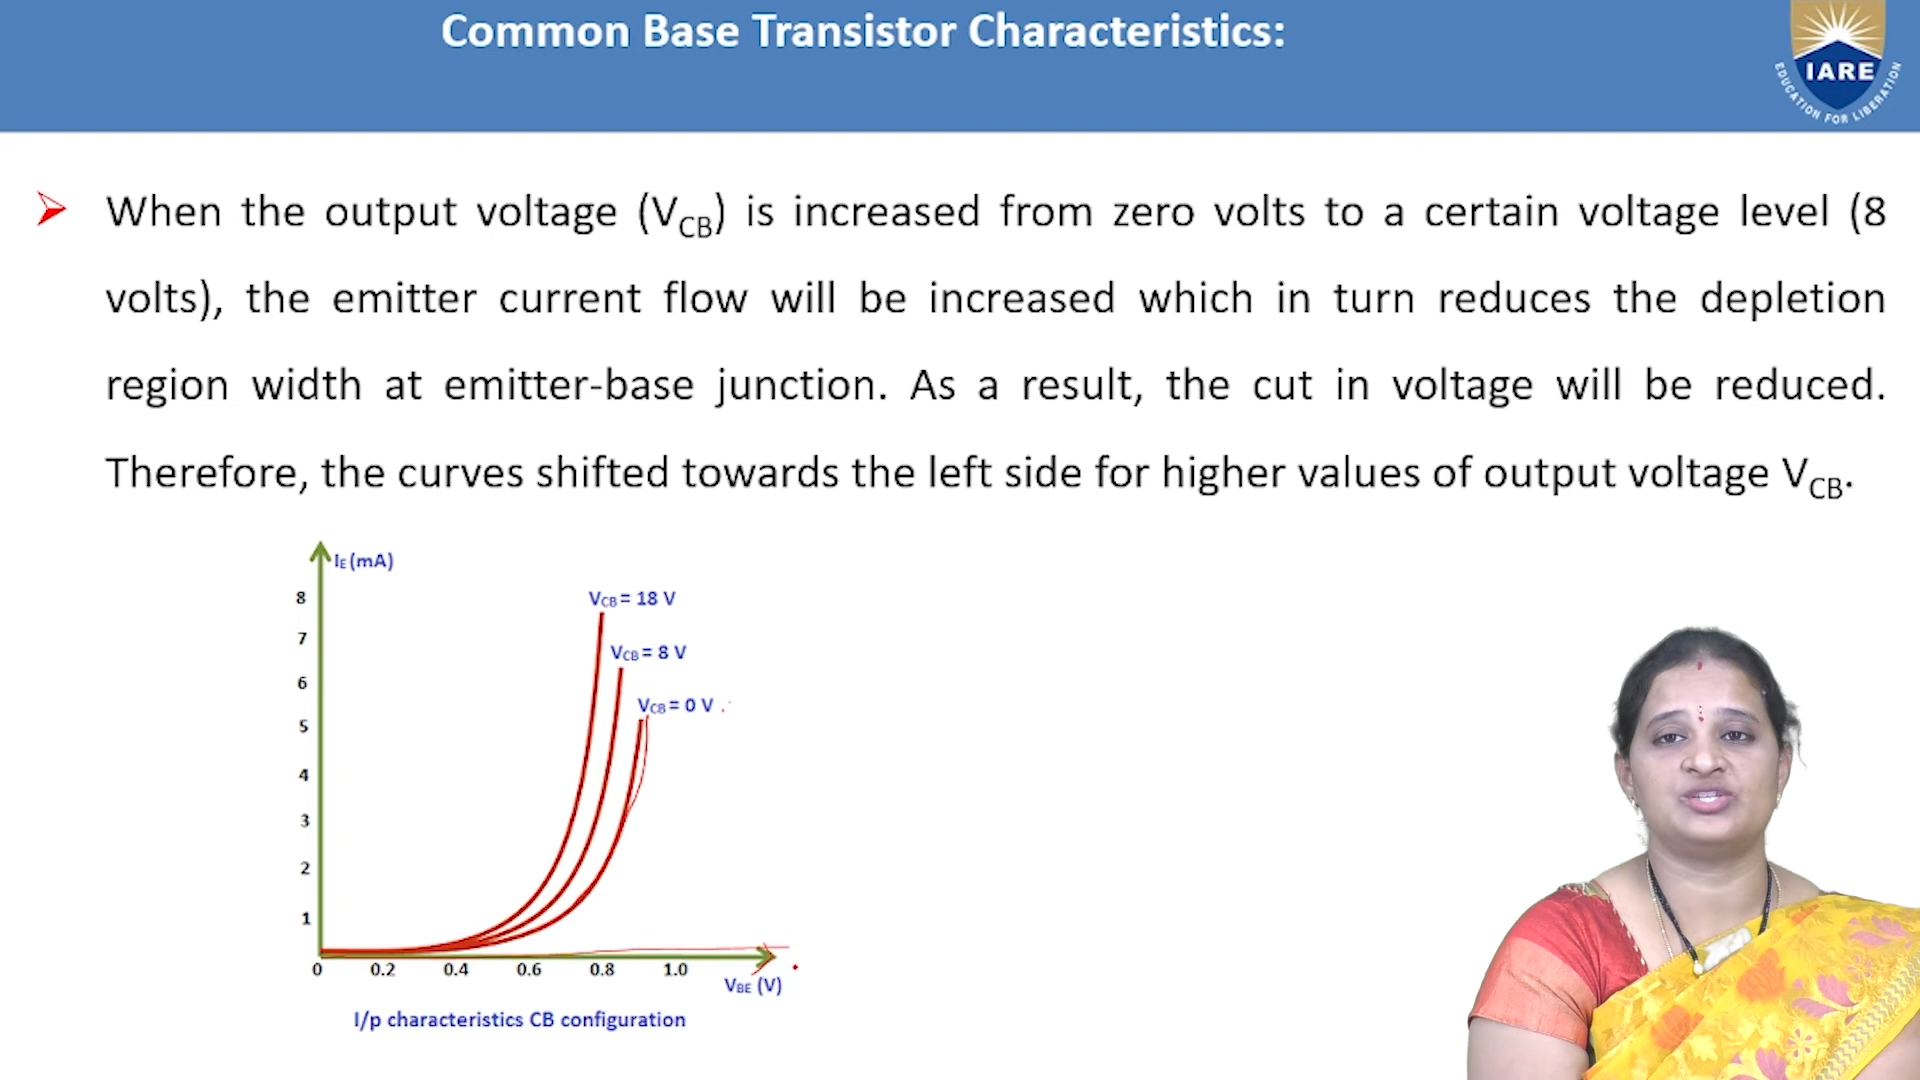 Common Base Transistor Characteristics:
IARE
EDUCATION FOR LIBERATION
When the output voltage (VCB) is increased from zero volts to a certain voltage level (8
volts), the emitter current flow will be increased which in turn reduces the depletion
region width at emitter-base junction. As a result, the cut in voltage will be reduced.
Therefore, the curves shifted towards the left side for higher values of output voltage VCB.
IE (mA)
8
VCB = 18 V
7
VCB = 8 V
6
VCB = 0 V
5
4
3
2
1
0 0.2 0.4 0.6 0.8 1.0
VBE (V)
I/p characteristics CB configuration